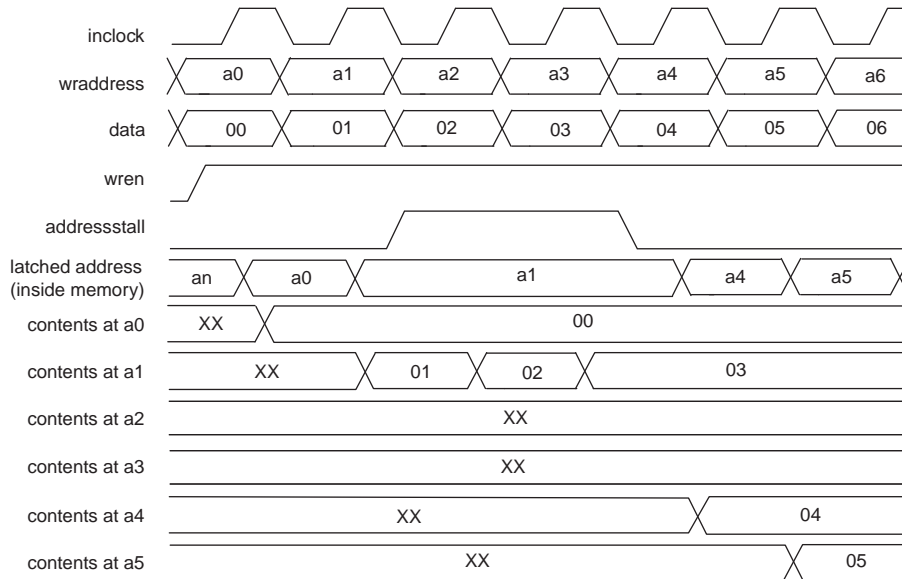 inclock
wraddress a0 a1 a2 a3 a4 a5 a6
data 00 01 02 03 04 05 06
wren
addressstall
latched address
(inside memory) an a0 a1 a4 a5
contents at a0 XX 00
contents at a1 XX 01 02 03
contents at a2 XX
contents at a3 XX
contents at a4 XX 04
contents at a5 XX 05